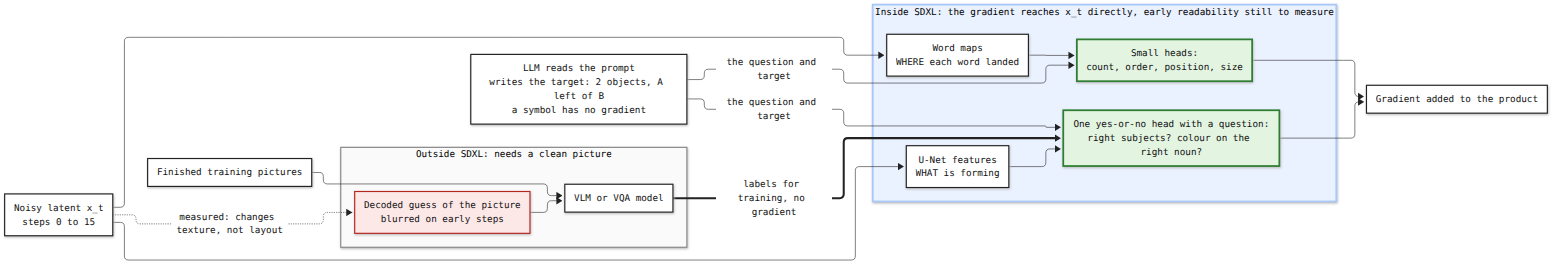 Inside SDXL: the gradient reaches x_t directly, early readability still to measure
Word maps
WHERE each word landed
Small heads:
count, order, position, size
LLM reads the prompt
writes the target: 2 objects, A
left of B
a symbol has no gradient
the question and
target
the question and
target
Gradient added to the product
One yes-or-no head with a question:
right subjects? colour on the
right noun?
U-Net features
WHAT is forming
Outside SDXL: needs a clean picture
Finished training pictures
VLM or VQA model
Decoded guess of the picture
blurred on early steps
labels for
training, no
gradient
Noisy latent x_t
steps 0 to 15
measured: changes
texture, not layout